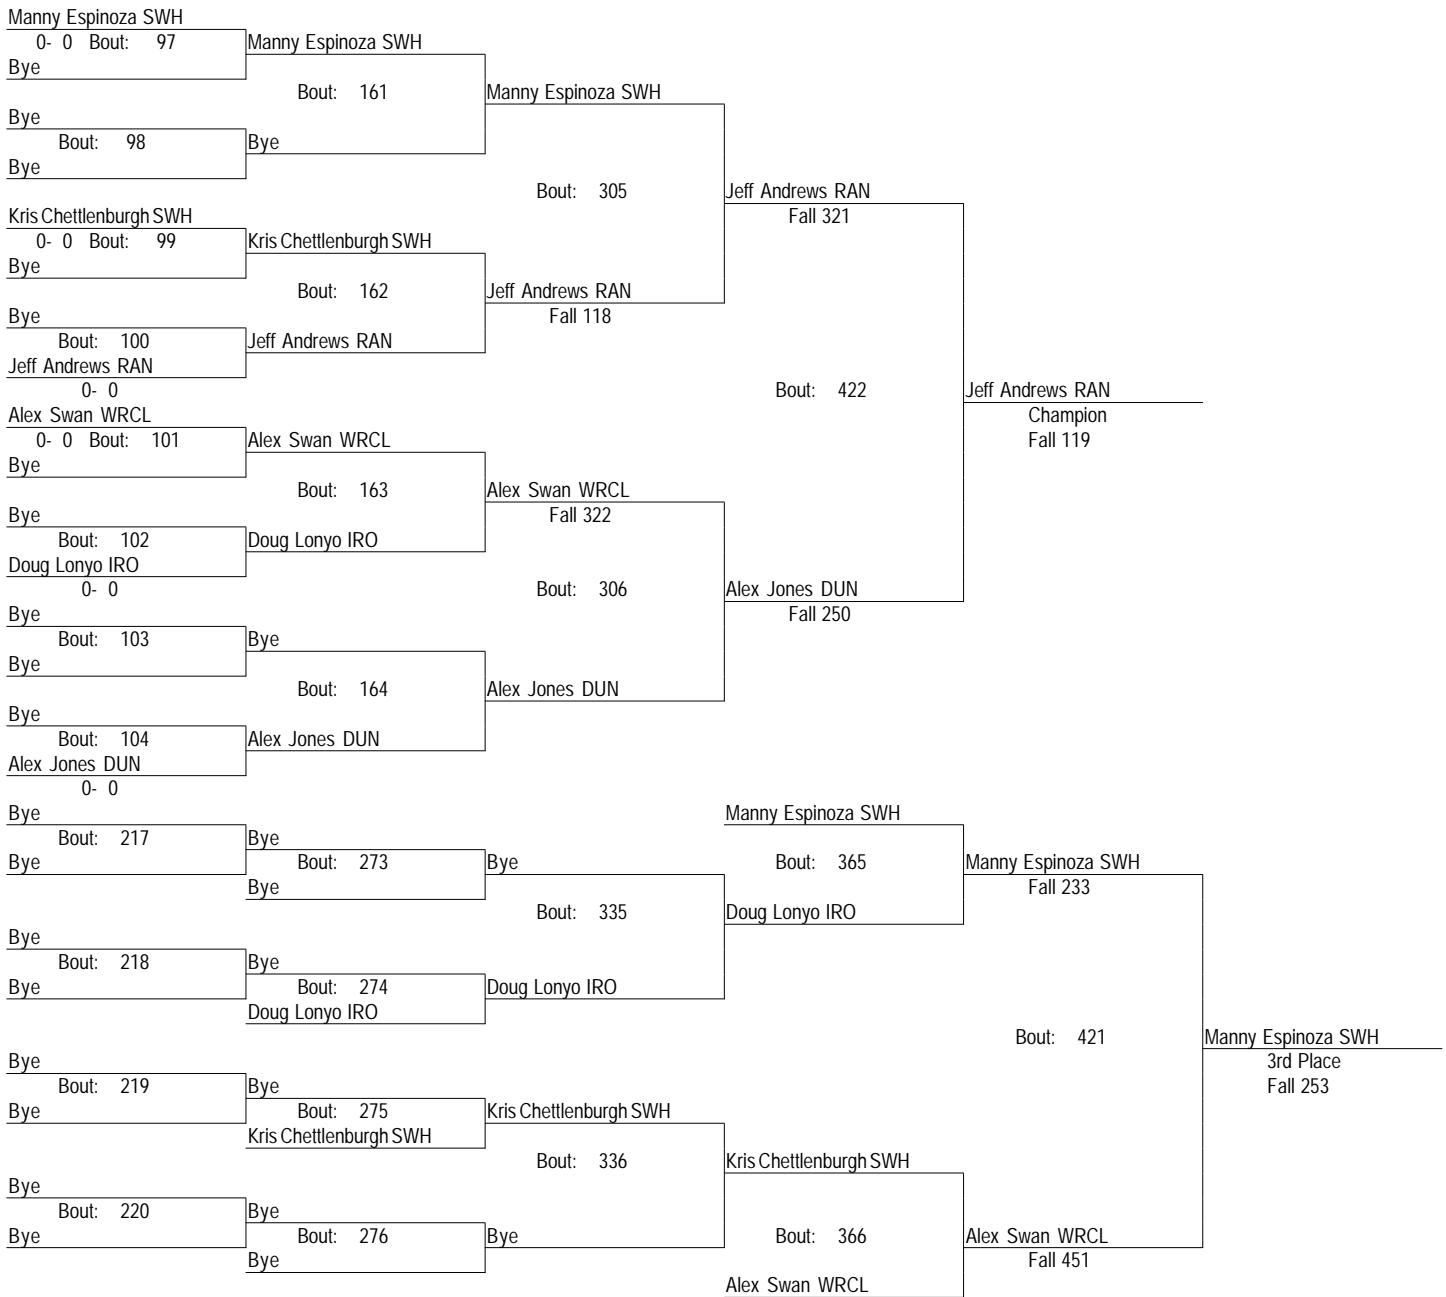 Manny Espinoza SWH
0- 0 Bout: 97 Manny Espinoza SWH
Bye
Bout: 161 Manny Espinoza SWH
Bye
Bout: 98 Bye
Bye
Bout: 305 Jeff Andrews RAN
Kris Chettlenburgh SWH Fall 321
0- 0 Bout: 99 Kris Chettlenburgh SWH
Bye
Bout: 162 Jeff Andrews RAN
Bye Fall 118
Bout: 100 Jeff Andrews RAN
Jeff Andrews RAN
0- 0 Bout: 422 Jeff Andrews RAN
Alex Swan WRCL Champion
0- 0 Bout: 101 Alex Swan WRCL Fall 119
Bye
Bout: 163 Alex Swan WRCL
Bye Fall 322
Bout: 102 Doug Lonyo IRO
Doug Lonyo IRO
0- 0 Bout: 306 Alex Jones DUN
Bye Fall 250
Bout: 103 Bye
Bye
Bout: 164 Alex Jones DUN
Bye
Bout: 104 Alex Jones DUN
Alex Jones DUN
0- 0
Bye Manny Espinoza SWH
Bout: 217 Bye
Bye Bout: 273 Bye Bout: 365 Manny Espinoza SWH
Bye Fall 233
Bout: 335 Doug Lonyo IRO
Bye
Bout: 218 Bye
Bye Bout: 274 Doug Lonyo IRO
Doug Lonyo IRO
Bout: 421 Manny Espinoza SWH
Bye 3rd Place
Bout: 219 Bye Fall 253
Bye Bout: 275 Kris Chettlenburgh SWH
Kris Chettlenburgh SWH
Bout: 336 Kris Chettlenburgh SWH
Bye
Bout: 220 Bye
Bye Bout: 276 Bye Bout: 366 Alex Swan WRCL
Bye Fall 451
Alex Swan WRCL